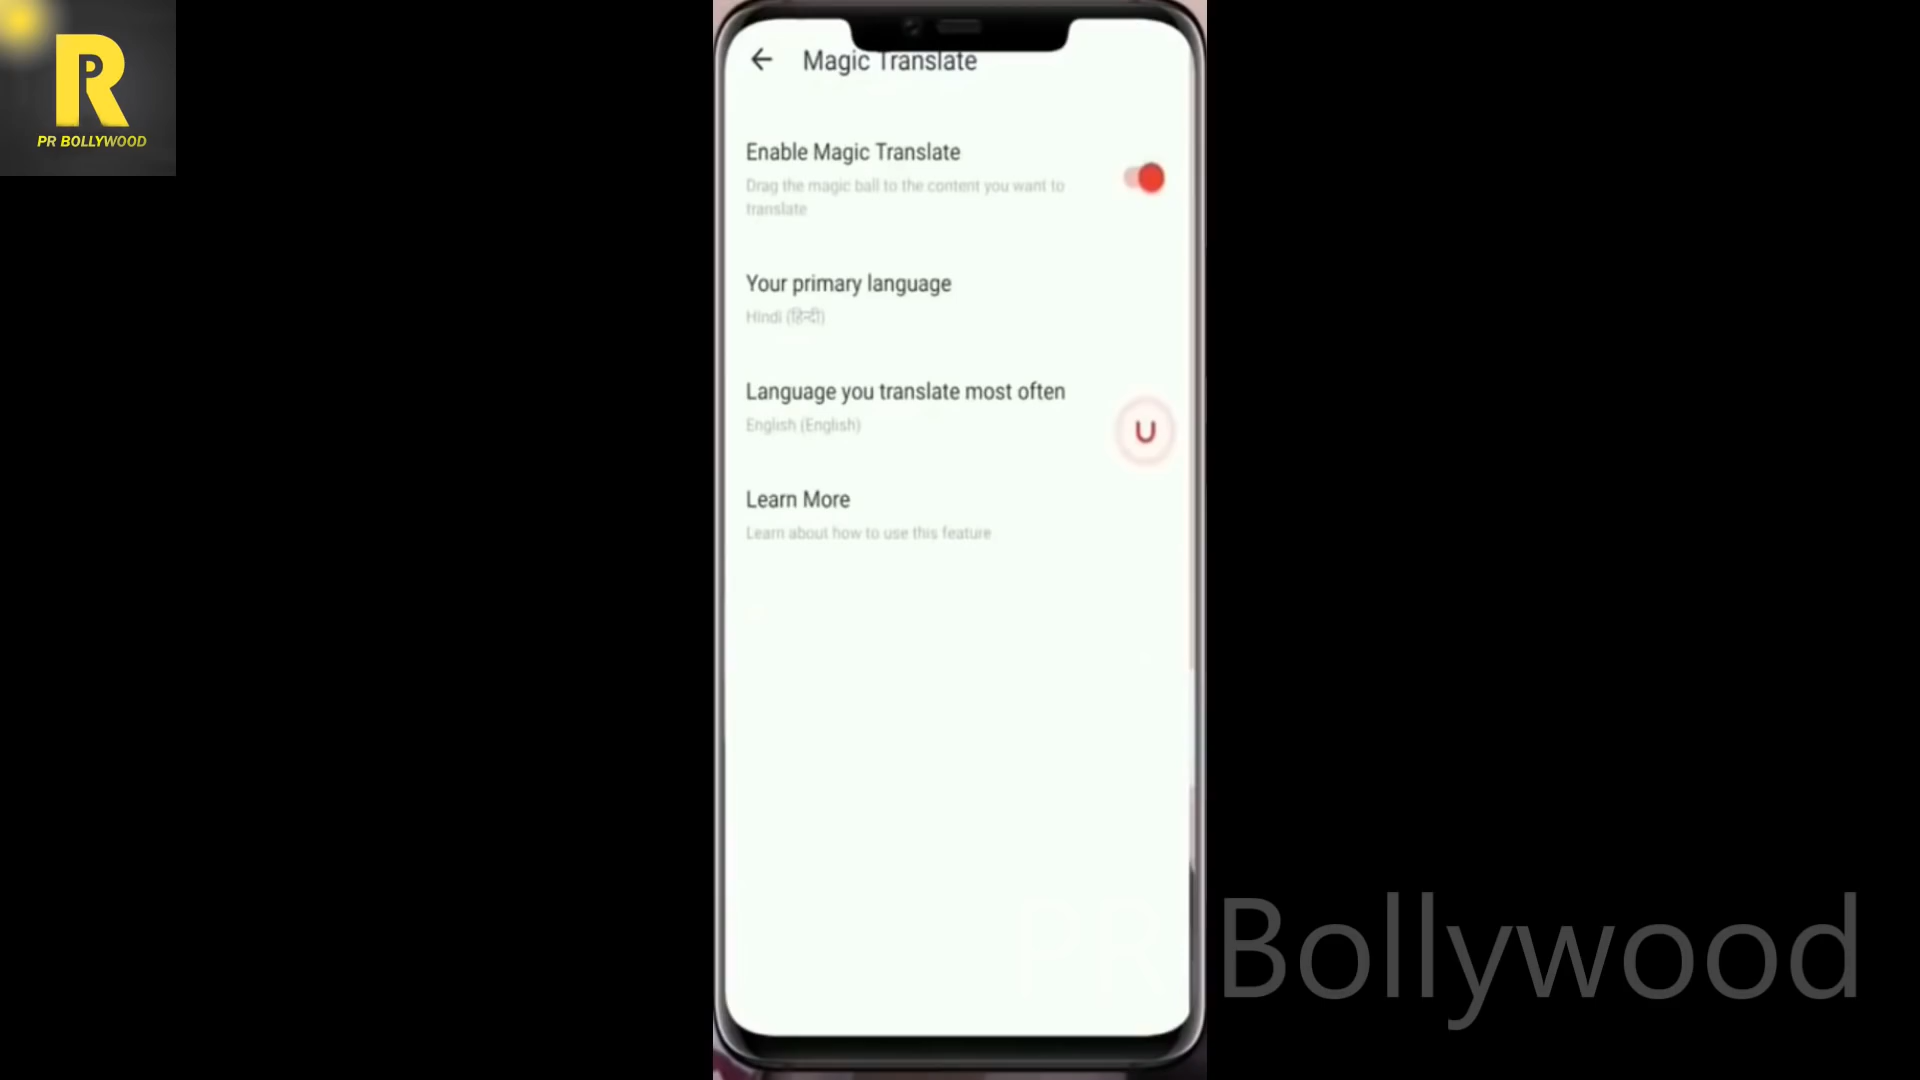 R
P
PR BOLLYWOOD
Magic Translate
Enable Magic Translate
Drag the magic ball to the content you want to
translate
Your primary language
Hindi (हिन्दी)
Language you translate most often
English (English)
U
Learn More
Learn about how to use this feature
PR Bollywood